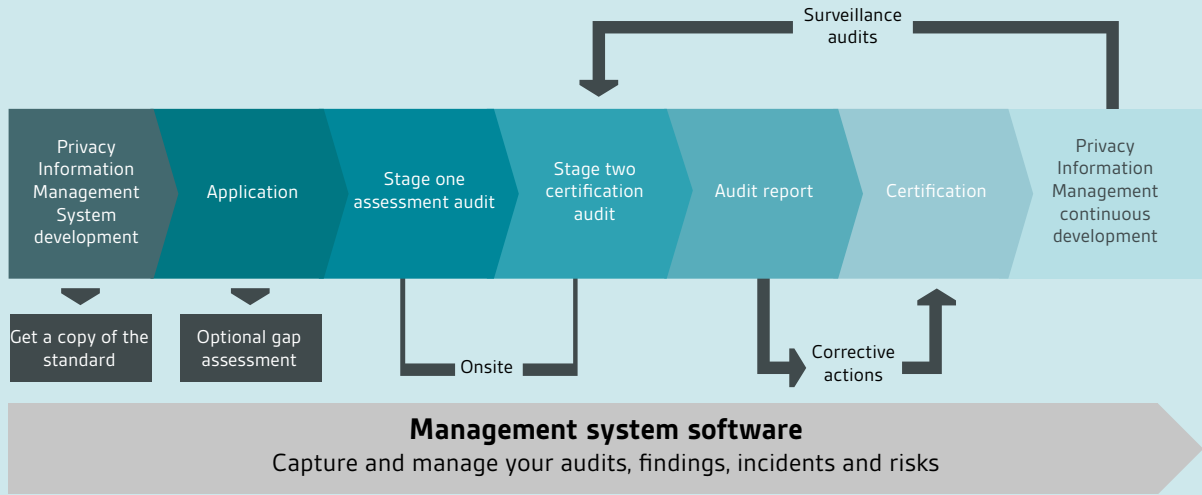 Surveillance
audits
Privacy
Information
Management
System
development
Application
Stage one
assessment audit
Stage two
certification
audit
Audit report
Certification
Privacy
Information
Management
continuous
development
Get a copy of the
standard
Optional gap
assessment
Onsite
Corrective
actions
Management system software
Capture and manage your audits, findings, incidents and risks